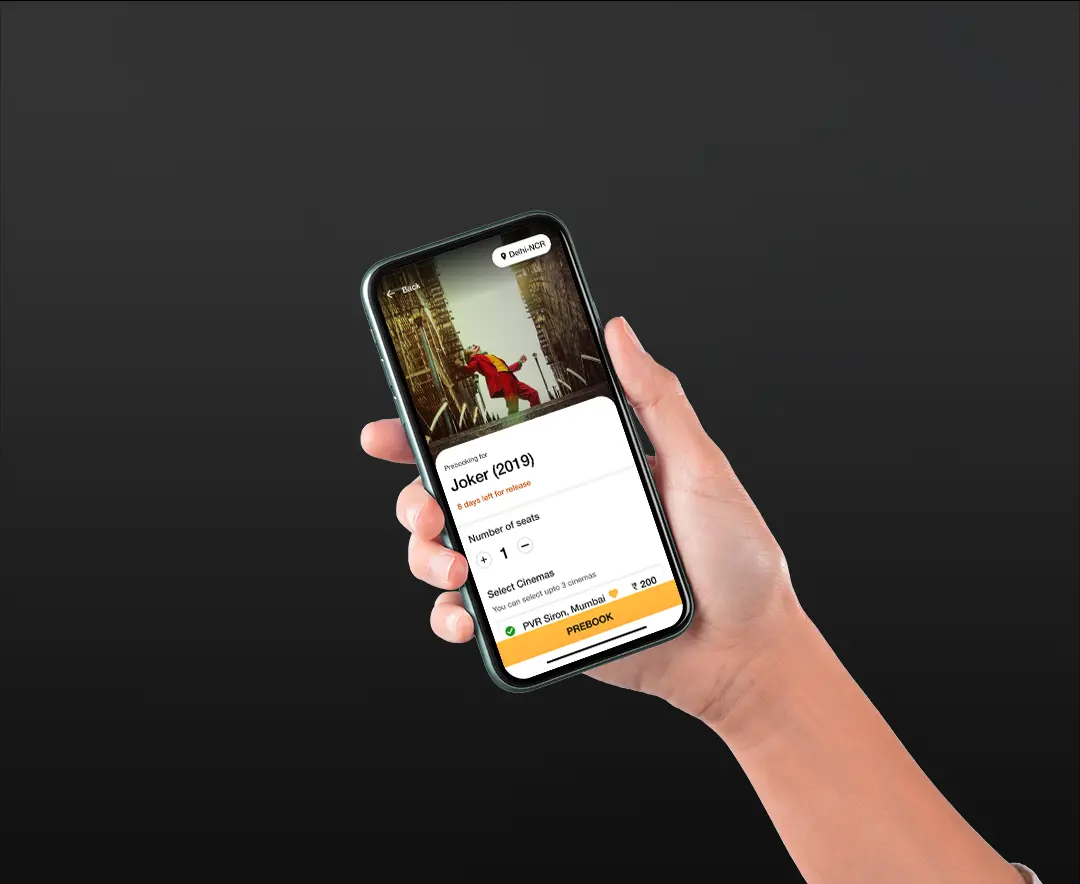 Delhi-NCR
Back
Prebooking for
Joker (2019)
8 days left for release
Number of seats
+ 1 −
Select Cinemas
You can select upto 3 cinemas
PVR Siron, Mumbai ₹ 200
PREBOOK